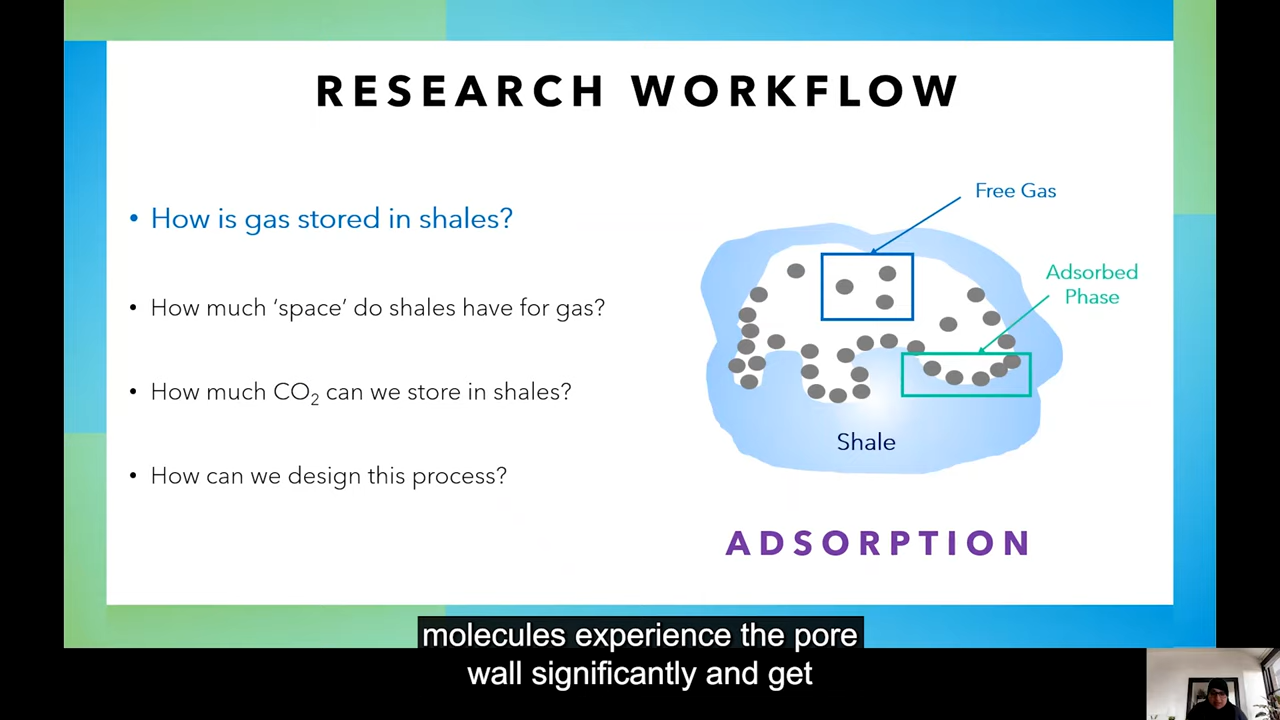 RESEARCH WORKFLOW
• How is gas stored in shales?
• How much ‘space’ do shales have for gas?
• How much CO₂ can we store in shales?
• How can we design this process?
Free Gas
Adsorbed
Phase
Shale
ADSORPTION
molecules experience the pore
wall significantly and get